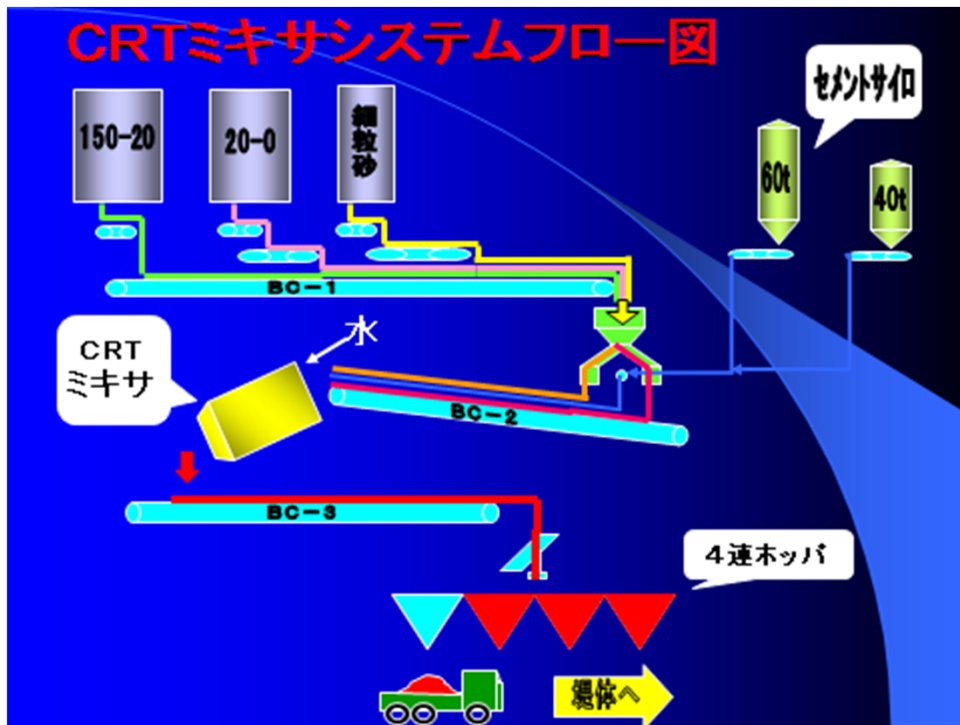 CRTミキサシステムフロー図
セメントサイロ
150-20
20-0
細粒砂
60t
40t
BC-1
水
CRT
ミキサ
BC-2
BC-3
4連ホッパ
堤体へ